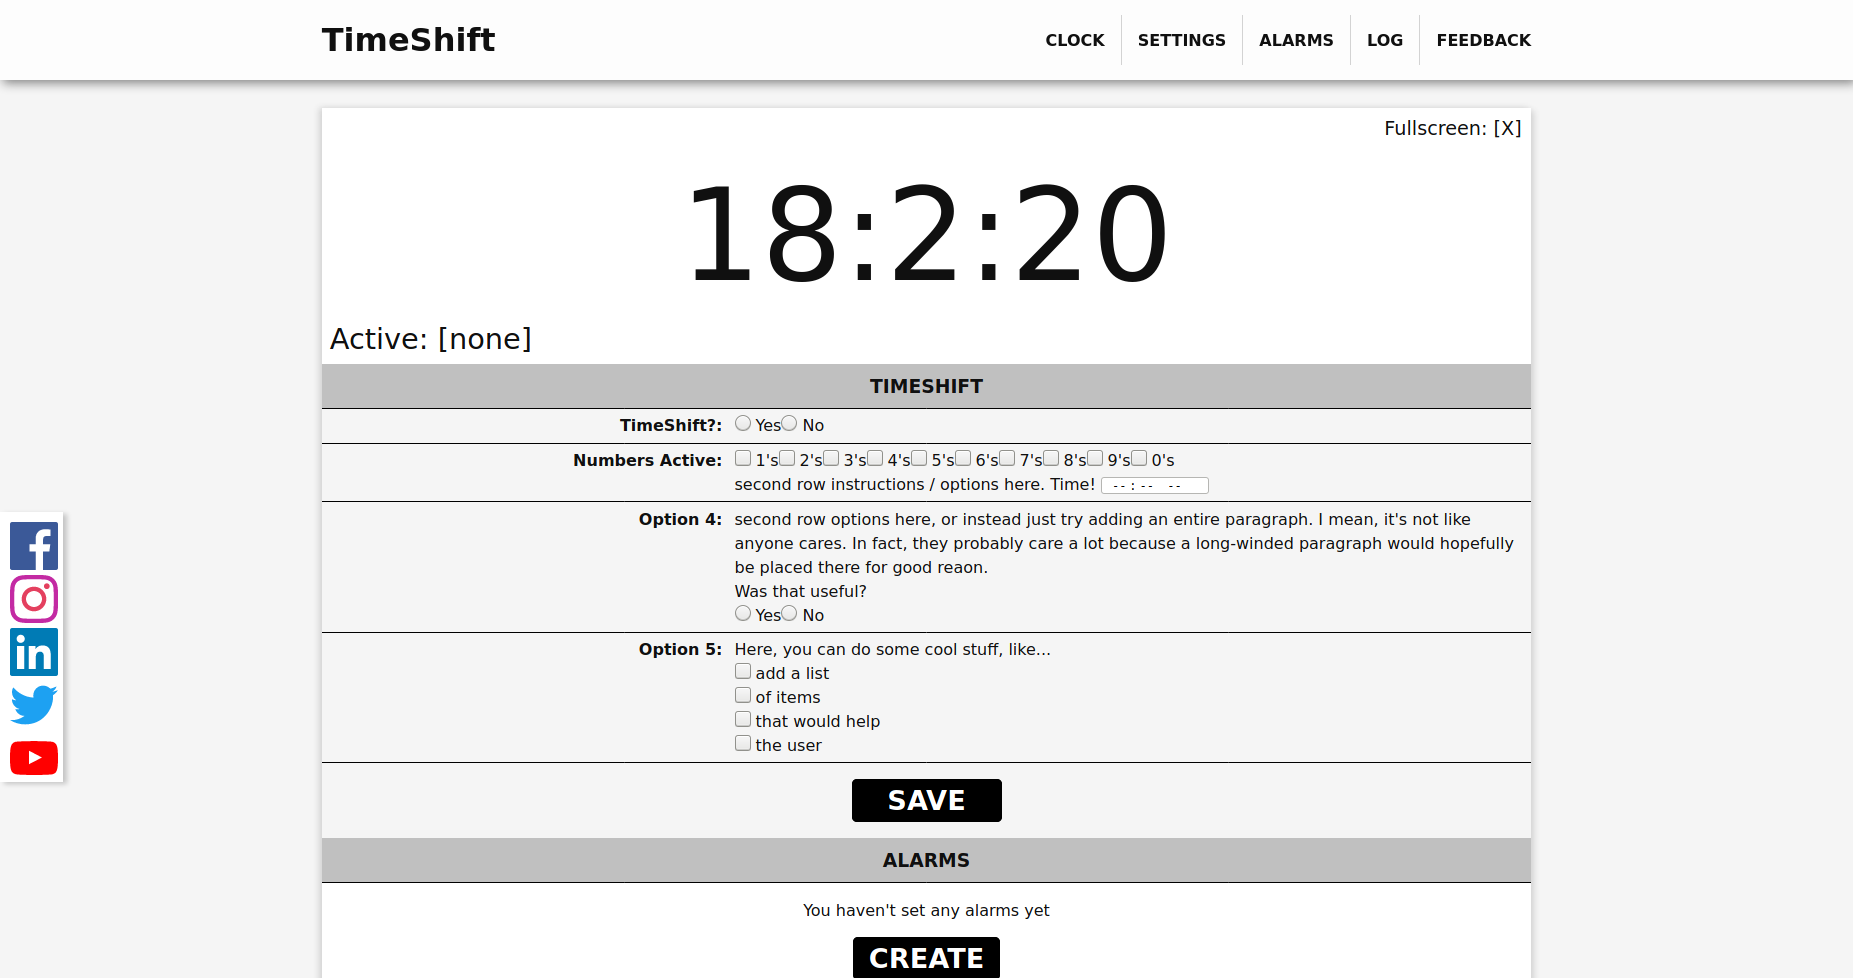 TimeShift
CLOCK SETTINGS ALARMS LOG FEEDBACK
Fullscreen: [X]
18:2:20
Active: [none]
TIMESHIFT
TimeShift?: Yes No
Numbers Active: 1's 2's 3's 4's 5's 6's 7's 8's 9's 0's
second row instructions / options here. Time! --:-- --
Option 4: second row options here, or instead just try adding an entire paragraph. I mean, it's not like
anyone cares. In fact, they probably care a lot because a long-winded paragraph would hopefully
be placed there for good reaon.
Was that useful?
Yes No
Option 5: Here, you can do some cool stuff, like...
add a list
of items
that would help
the user
SAVE
ALARMS
You haven't set any alarms yet
CREATE